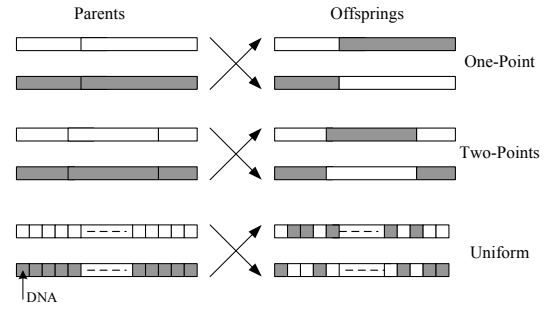 Parents
Offsprings
One-Point
Two-Points
Uniform
DNA